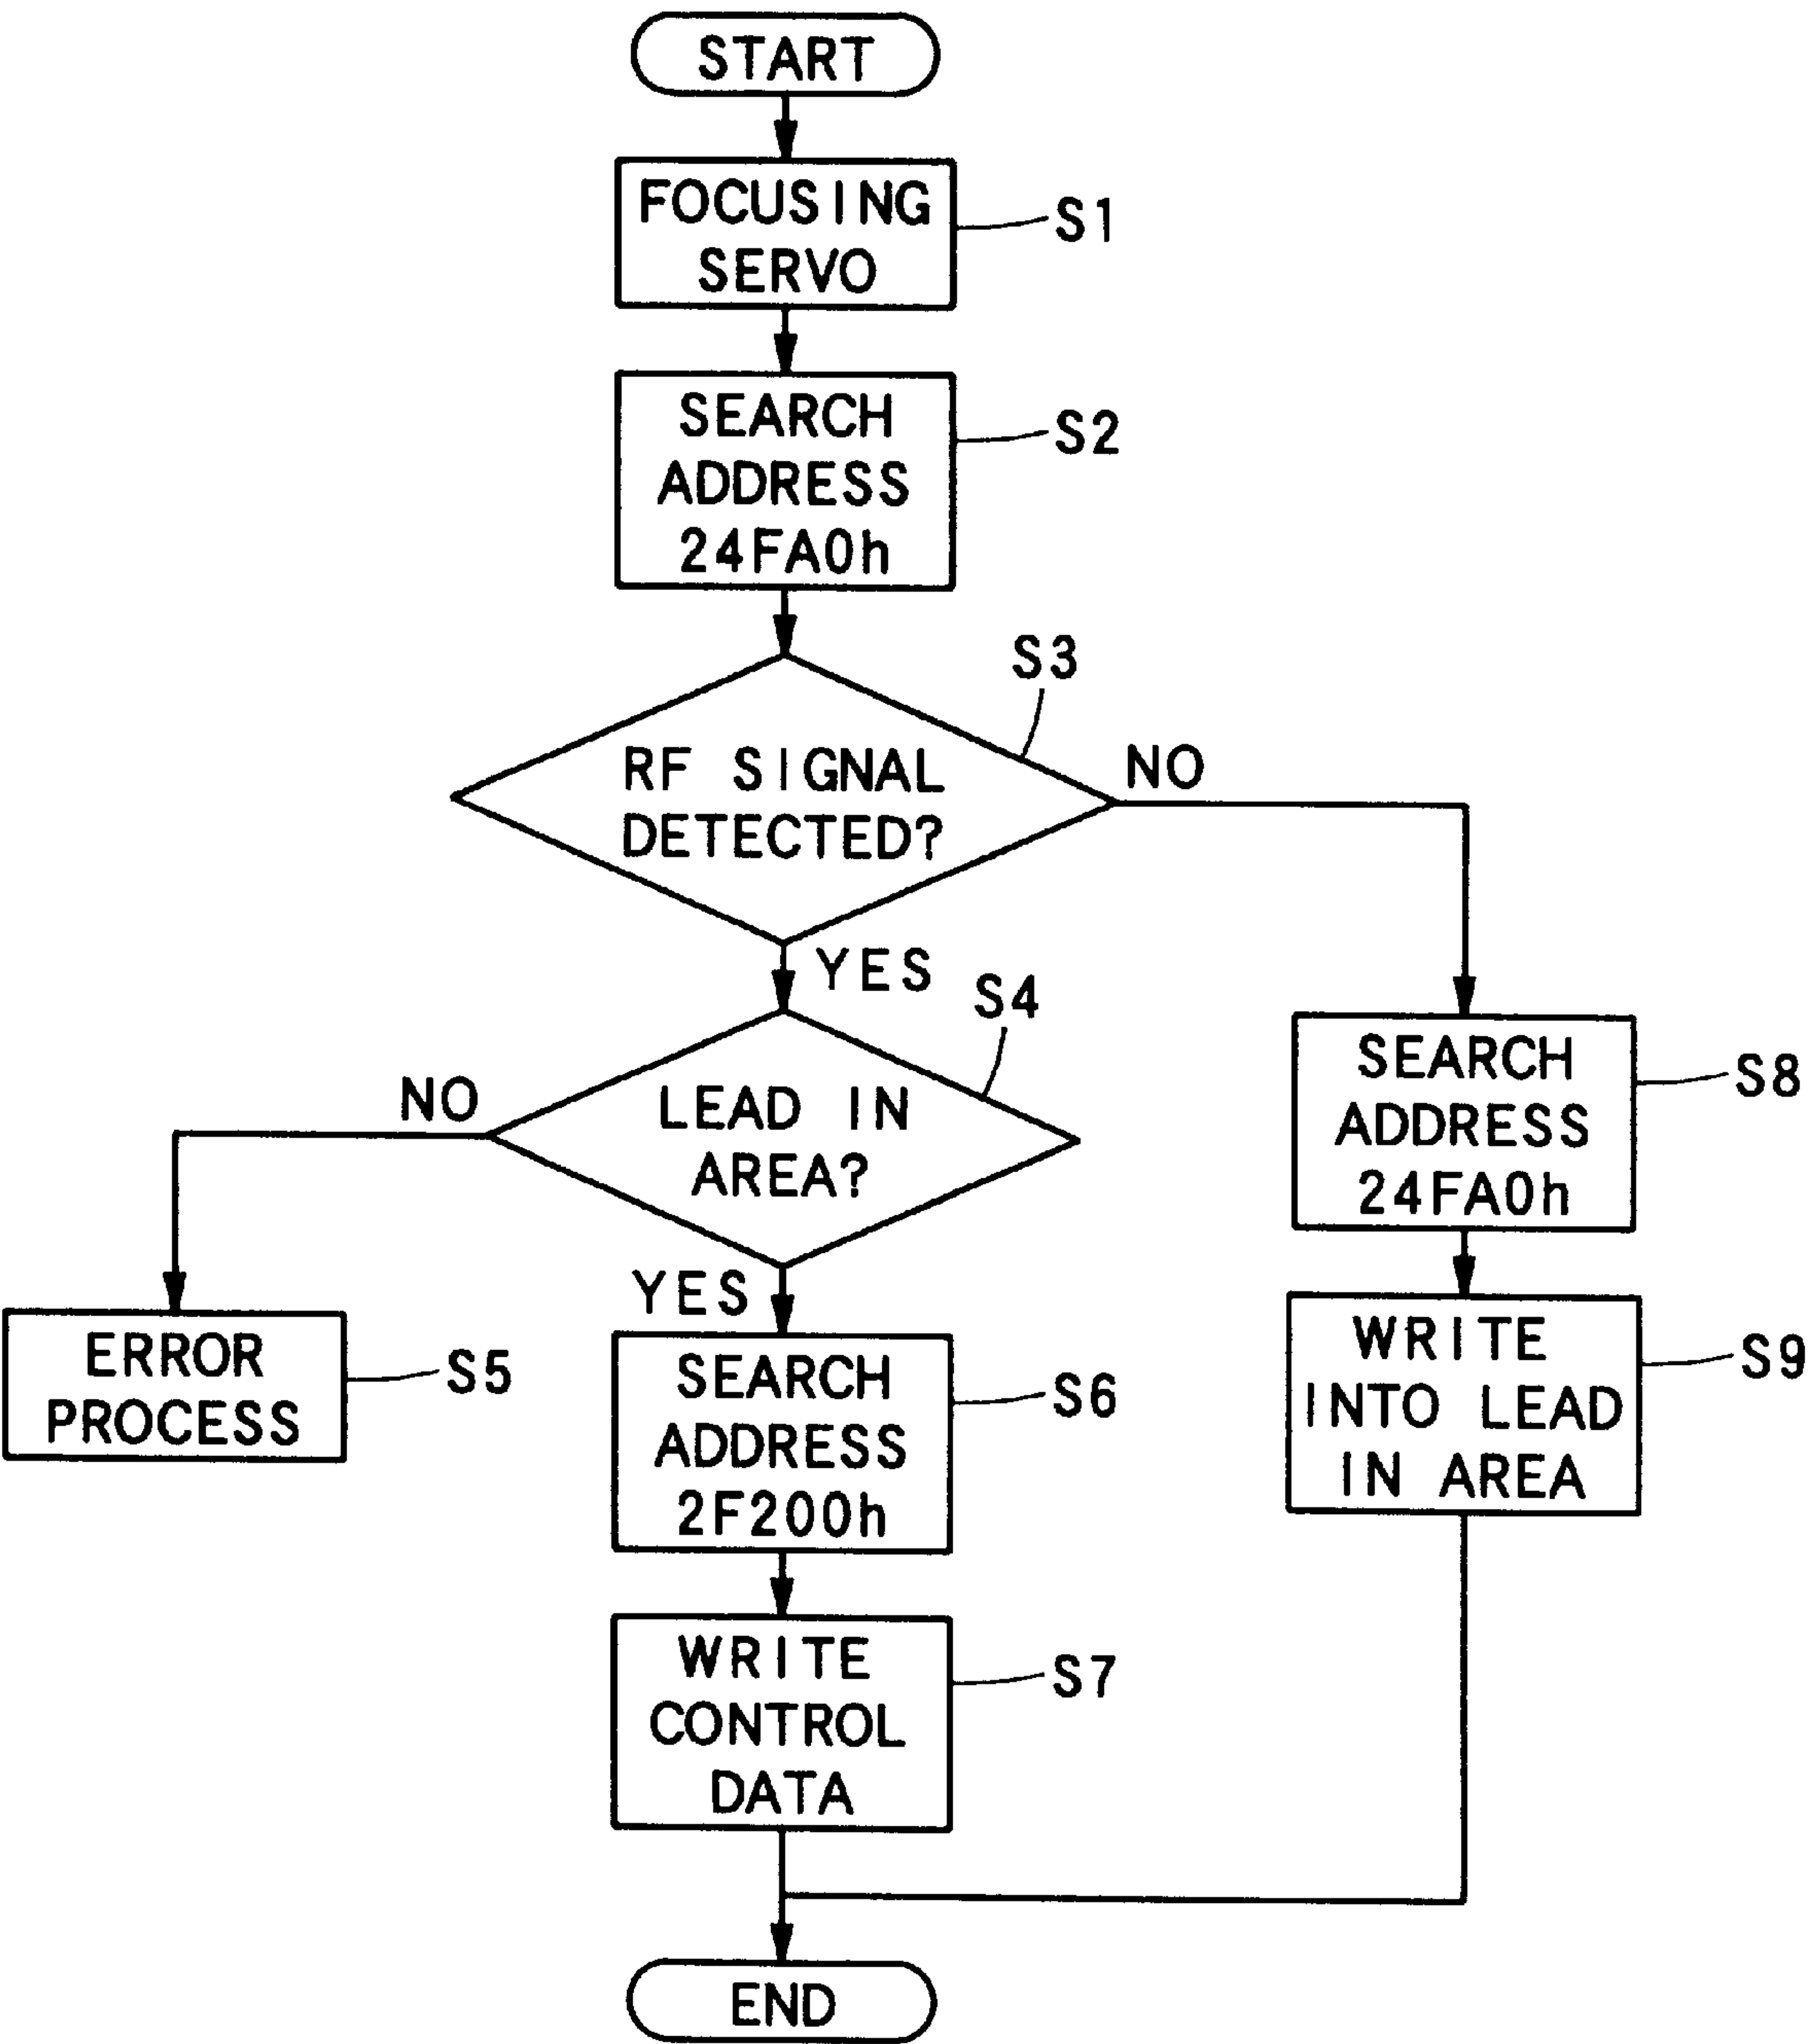 START
FOCUSING
SERVO
S1
SEARCH
ADDRESS
24FA0h
S2
S3
RF SIGNAL
DETECTED?
NO
YES
S4
LEAD IN
AREA?
NO
YES
ERROR
PROCESS
S5
SEARCH
ADDRESS
2F200h
S6
WRITE
CONTROL
DATA
S7
SEARCH
ADDRESS
24FA0h
S8
WRITE
INTO LEAD
IN AREA
S9
END